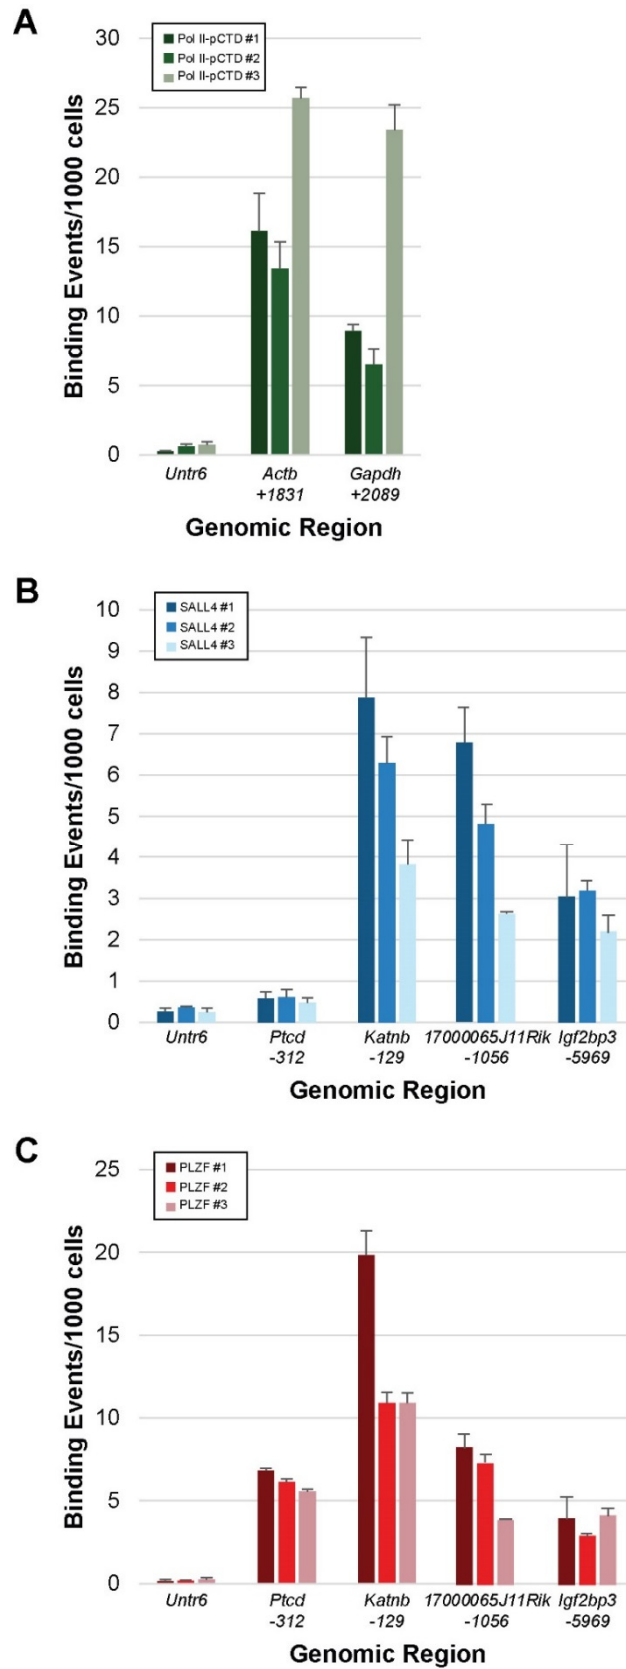 A
30
25
20
15
10
5
0
Binding Events/1000 cells
Pol II-pCTD #1
Pol II-pCTD #2
Pol II-pCTD #3
Untr6 Actb Gapdh
+1831 +2089
Genomic Region
B
10
9
8
7
6
5
4
3
2
1
0
Binding Events/1000 cells
SALL4 #1
SALL4 #2
SALL4 #3
Untr6 Ptcd Katnb 17000065J11Rik Igf2bp3
-312 -129 -1056 -5969
Genomic Region
C
25
20
15
10
5
0
Binding Events/1000 cells
PLZF #1
PLZF #2
PLZF #3
Untr6 Ptcd Katnb 17000065J11Rik Igf2bp3
-312 -129 -1056 -5969
Genomic Region